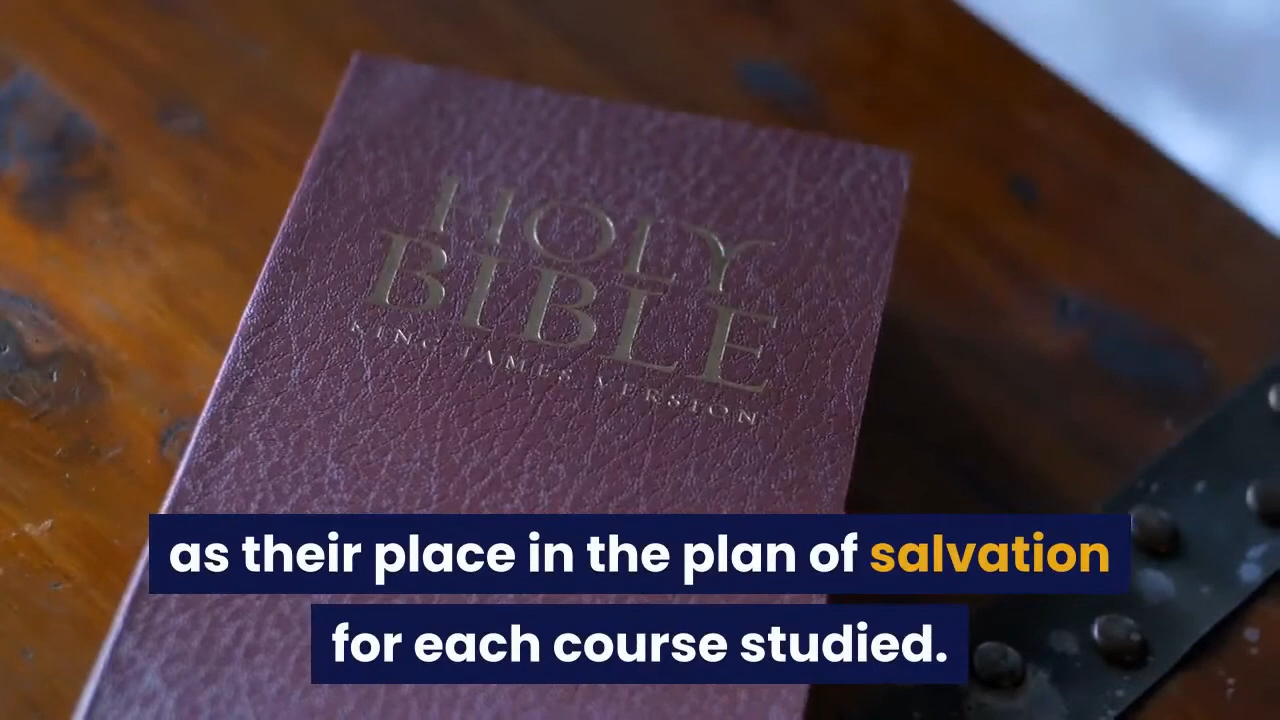 HOLY
BIBLE
KING JAMES VERSION
as their place in the plan of salvation
for each course studied.